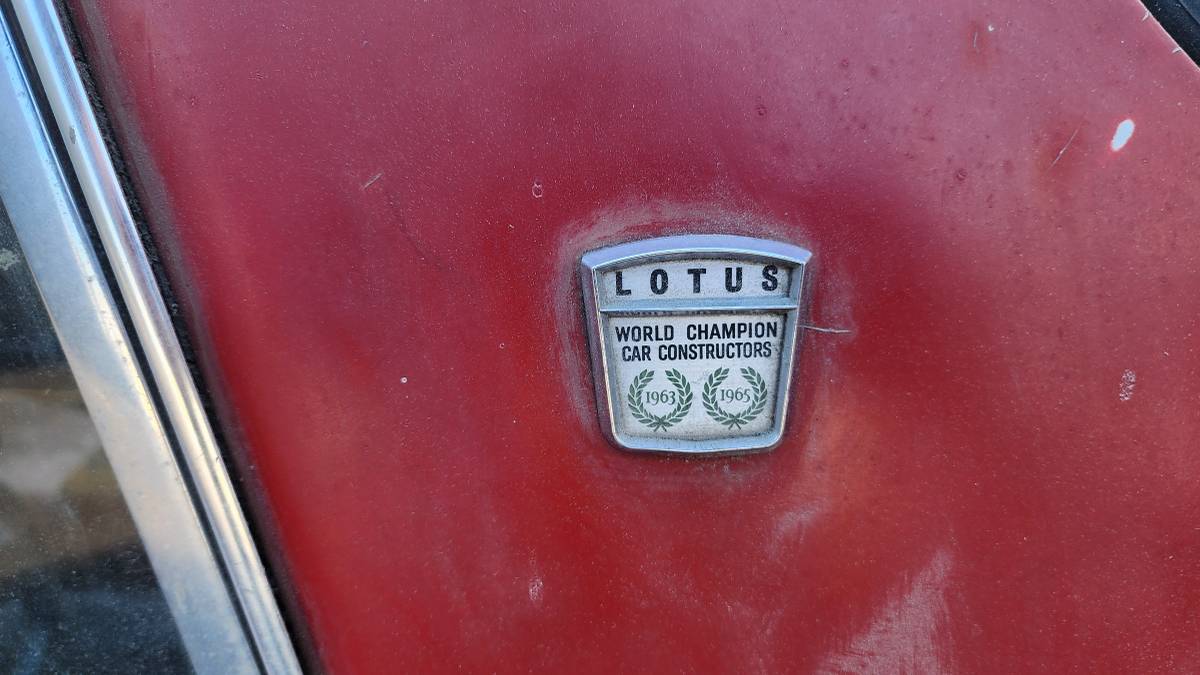 LOTUS
WORLD CHAMPION
CAR CONSTRUCTORS
1963 1965